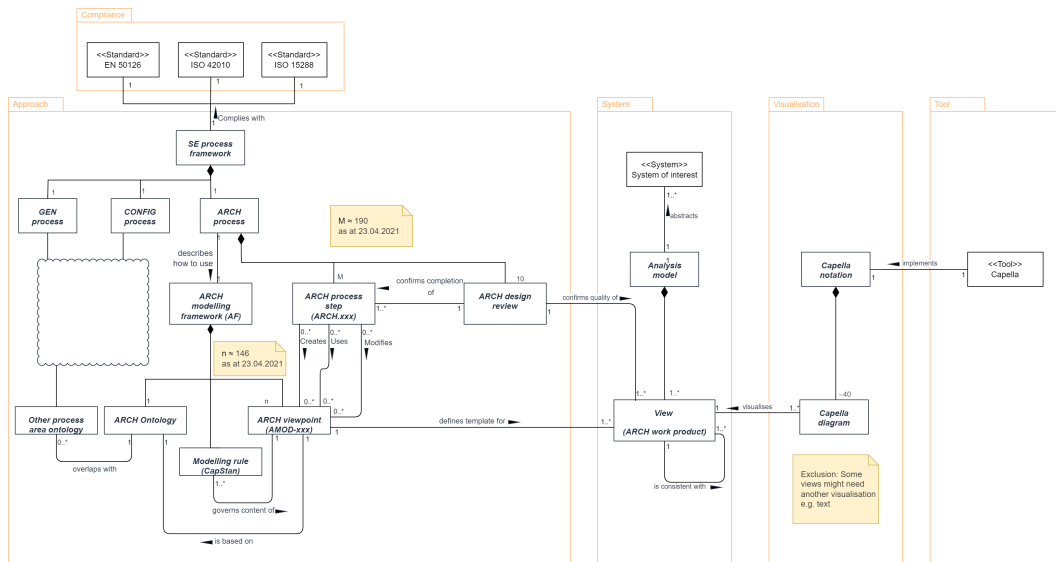 Compliance
<<Standard>>
EN 50126
<<Standard>>
ISO 42010
<<Standard>>
ISO 15288
1
1
1
Approach
System
Visualisation
Tool
1
Complies with
SE process
framework
1
1
1
GEN
process
CONFIG
process
ARCH
process
<<System>>
System of interest
1..*
abstracts
1
M ≈ 190
as at 23.04.2021
1
describes
how to use
1
M
10
ARCH
modelling
framework (AF)
ARCH process
step
(ARCH.xxx)
confirms completion
of
1..*
1
ARCH design
review
1
confirms quality of
Analysis
model
Capella
notation
1
implements
1
<<Tool>>
Capella
0..*
0..*
0..*
Creates
Uses
Modifies
n ≈ 146
as at 23.04.2021
1
n
0..*
0..*
0..*
1..*
1..*
~40
Other process
area ontology
ARCH Ontology
ARCH viewpoint
(AMOD-xxx)
1
defines template for
1..*
View
(ARCH work product)
1
visualises
1..*
Capella
diagram
0..*
1
1
1
1
1..*
1
overlaps with
Modelling rule
(CapStan)
1..*
governs content of
is consistent with
is based on
Exclusion: Some
views might need
another visualisation
e.g. text